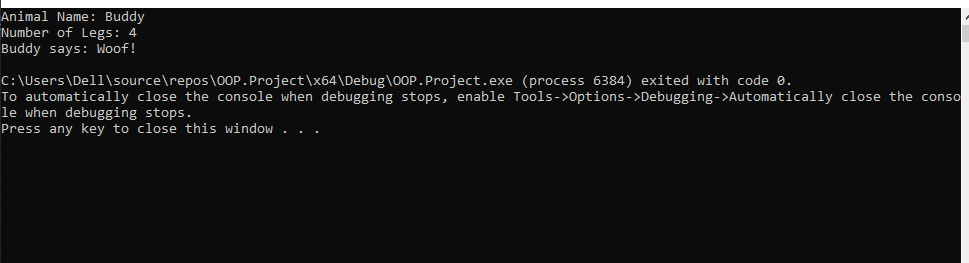 Animal Name: Buddy
Number of Legs: 4
Buddy says: Woof!
C:\Users\Dell\source\repos\OOP.Project\x64\Debug\OOP.Project.exe (process 6384) exited with code 0.
To automatically close the console when debugging stops, enable Tools->Options->Debugging->Automatically close the conso
le when debugging stops.
Press any key to close this window . . .